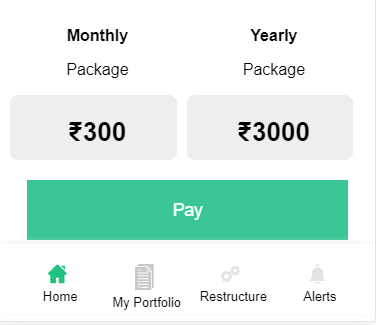 Monthly Yearly
Package Package
₹300 ₹3000
Pay
Home My Portfolio Restructure Alerts